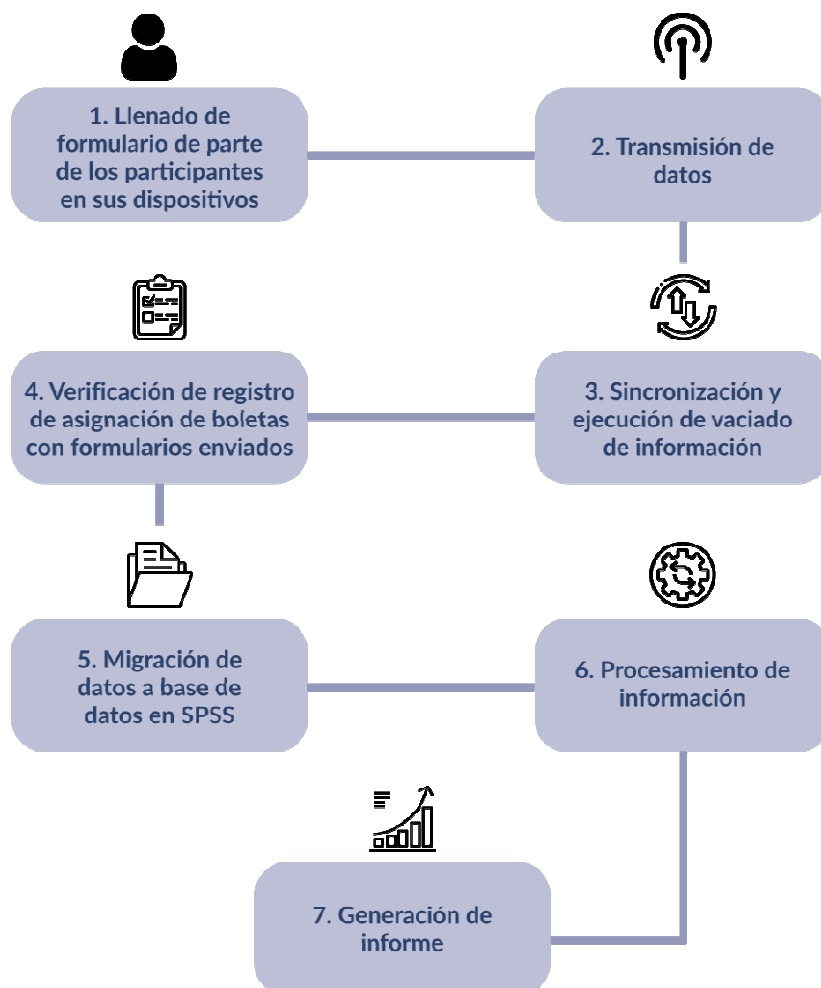 1. Llenado de
formulario de parte
de los participantes
en sus dispositivos
2. Transmisión de
datos
3. Sincronización y
ejecución de vaciado
de información
4. Verificación de registro
de asignación de boletas
con formularios enviados
5. Migración de
datos a base de
datos en SPSS
6. Procesamiento de
información
7. Generación de
informe